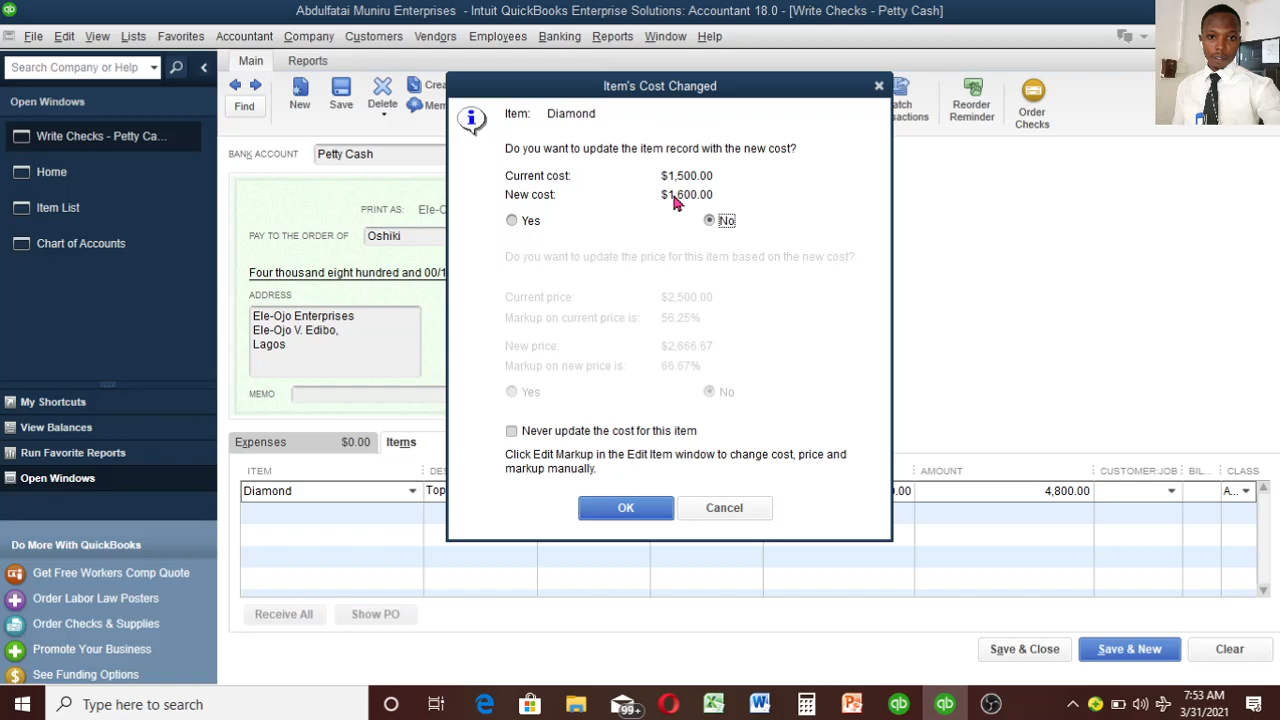 Abdulfatai Muniru Enterprises - Intuit QuickBooks Enterprise Solutions: Accountant 18.0 - [Write Checks - Petty Cash]
File Edit View Lists Favorites Accountant Company Customers Vendors Employees Banking Reports Window Help
Search Company or Help
Open Windows
Write Checks - Petty Ca...
Home
Item List
Chart of Accounts
My Shortcuts
View Balances
Run Favorite Reports
Open Windows
Do More With QuickBooks
Get Free Workers Comp Quote
Order Labor Law Posters
Order Checks & Supplies
Promote Your Business
See Funding Options
Main Reports
Find
New
Save
Delete
Reorder
Reminder
Order
Checks
BANK ACCOUNT Petty Cash
PRINT AS: Ele-O
PAY TO THE ORDER OF Oshiki
Four thousand eight hundred and 00/1
ADDRESS
Ele-Ojo Enterprises
Ele-Ojo V. Edibo,
Lagos
MEMO
Item's Cost Changed
Item: Diamond
Do you want to update the item record with the new cost?
Current cost: $1,500.00
New cost: $1,600.00
Yes No
Do you want to update the price for this item based on the new cost?
Current price: $2,500.00
Markup on current price is: 56.25%
New price: $2,666.67
Markup on new price is: 66.67%
Yes No
Never update the cost for this item
Click Edit Markup in the Edit Item window to change cost, price and
markup manually.
OK Cancel
Expenses $0.00 Items
ITEM DES AMOUNT CUSTOMER:JOB BIL... CLASS
Diamond Top 0.00 4,800.00 A...
Receive All Show PO
Save & Close Save & New Clear
Type here to search
99+
7:53 AM
3/31/2021